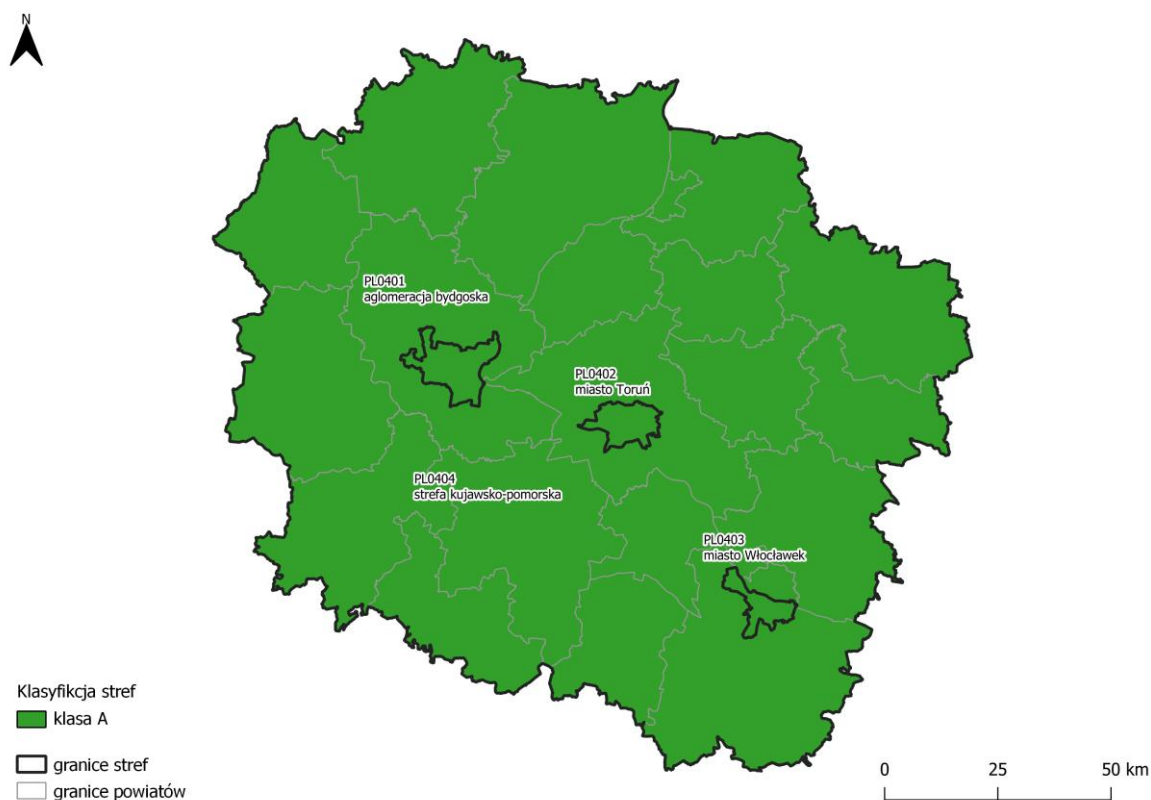 N
PL0401
aglomeracja bydgoska
PL0402
miasto Toruń
PL0404
strefa kujawsko-pomorska
PL0403
miasto Włocławek
Klasyfikcja stref
klasa A
granice stref
granice powiatów
0 25 50 km